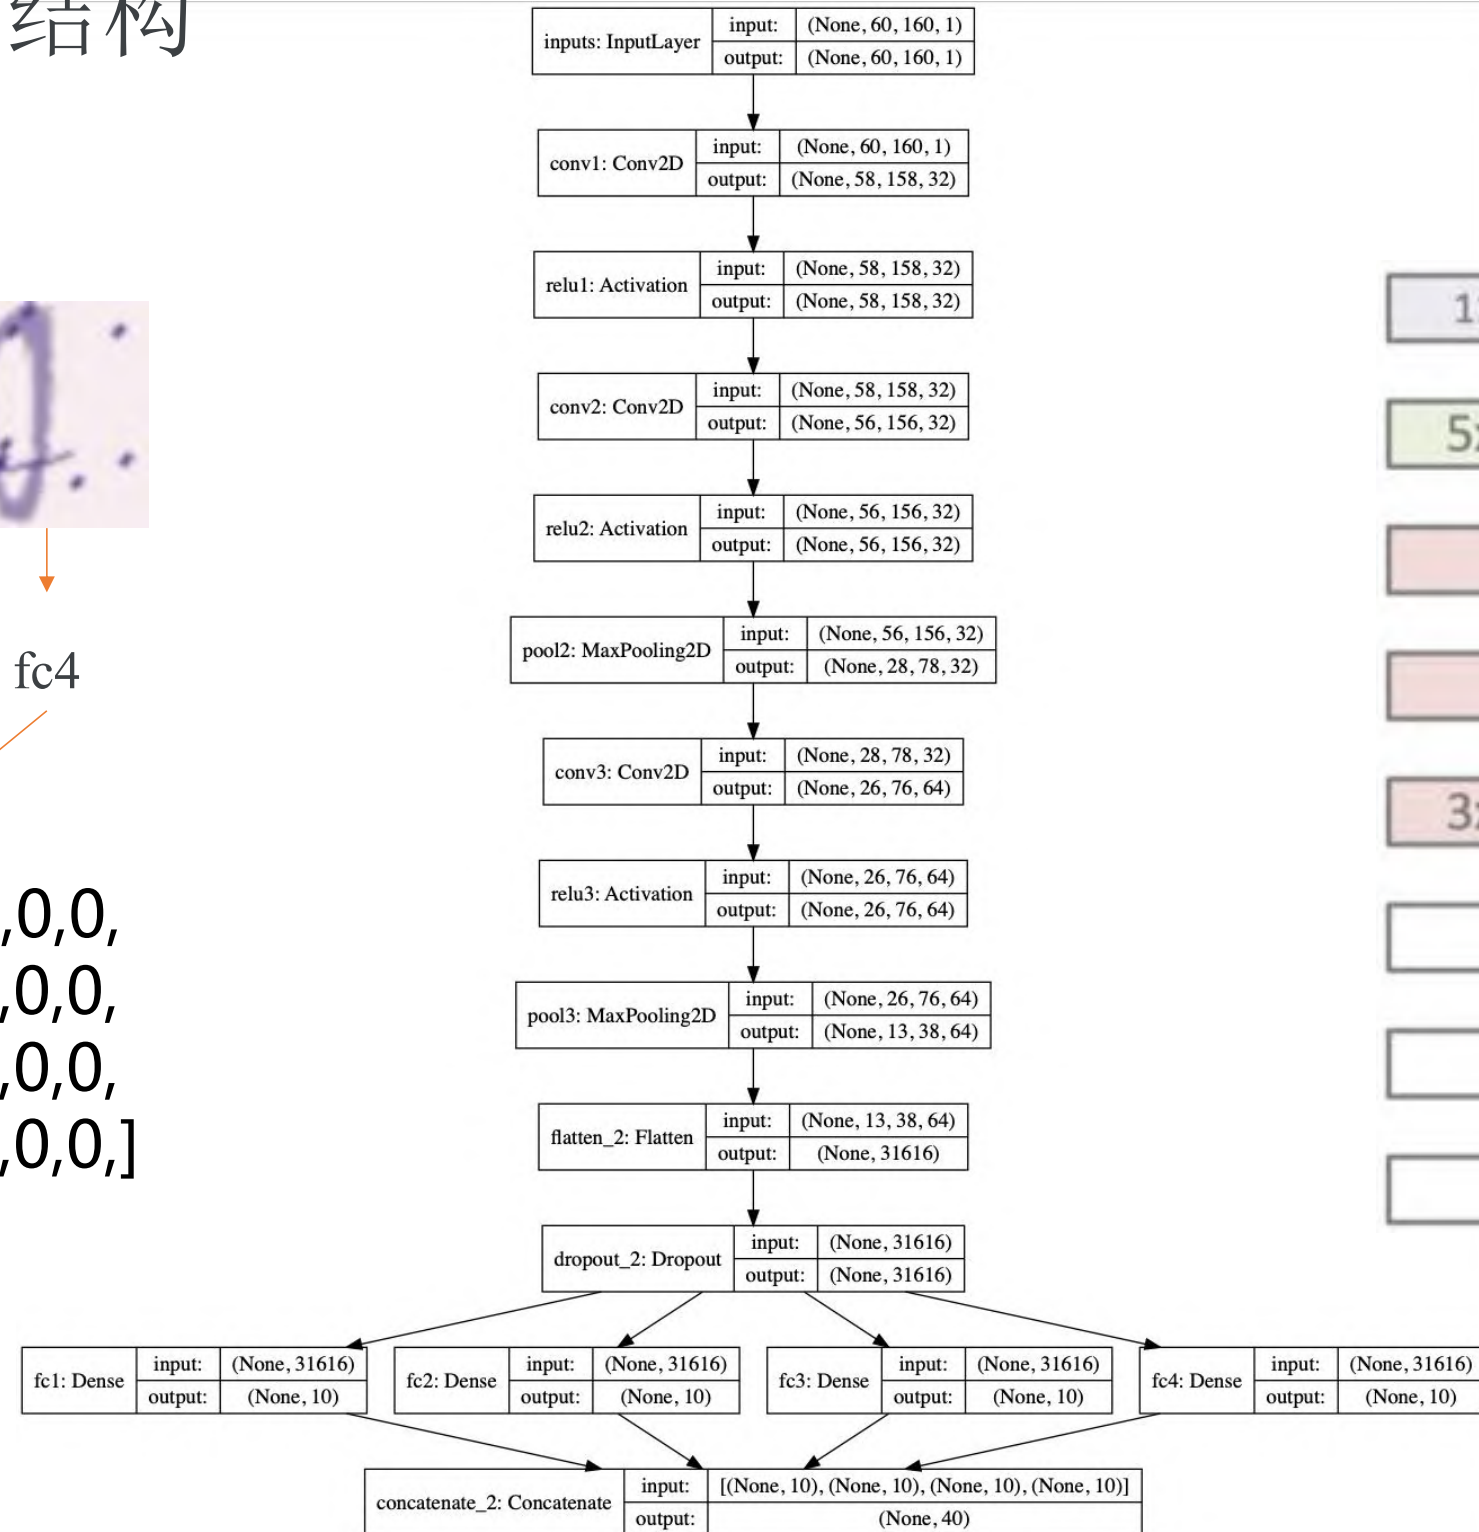 结构
inputs: InputLayer
input: (None, 60, 160, 1)
output: (None, 60, 160, 1)
conv1: Conv2D
input: (None, 60, 160, 1)
output: (None, 58, 158, 32)
relu1: Activation
input: (None, 58, 158, 32)
output: (None, 58, 158, 32)
conv2: Conv2D
input: (None, 58, 158, 32)
output: (None, 56, 156, 32)
relu2: Activation
input: (None, 56, 156, 32)
output: (None, 56, 156, 32)
pool2: MaxPooling2D
input: (None, 56, 156, 32)
output: (None, 28, 78, 32)
conv3: Conv2D
input: (None, 28, 78, 32)
output: (None, 26, 76, 64)
relu3: Activation
input: (None, 26, 76, 64)
output: (None, 26, 76, 64)
pool3: MaxPooling2D
input: (None, 26, 76, 64)
output: (None, 13, 38, 64)
flatten_2: Flatten
input: (None, 13, 38, 64)
output: (None, 31616)
dropout_2: Dropout
input: (None, 31616)
output: (None, 31616)
fc1: Dense
input: (None, 31616)
output: (None, 10)
fc2: Dense
input: (None, 31616)
output: (None, 10)
fc3: Dense
input: (None, 31616)
output: (None, 10)
fc4: Dense
input: (None, 31616)
output: (None, 10)
concatenate_2: Concatenate
input: [(None, 10), (None, 10), (None, 10), (None, 10)]
output: (None, 40)
fc4
,0,0,
,0,0,
,0,0,
,0,0,]
1
5x
3x